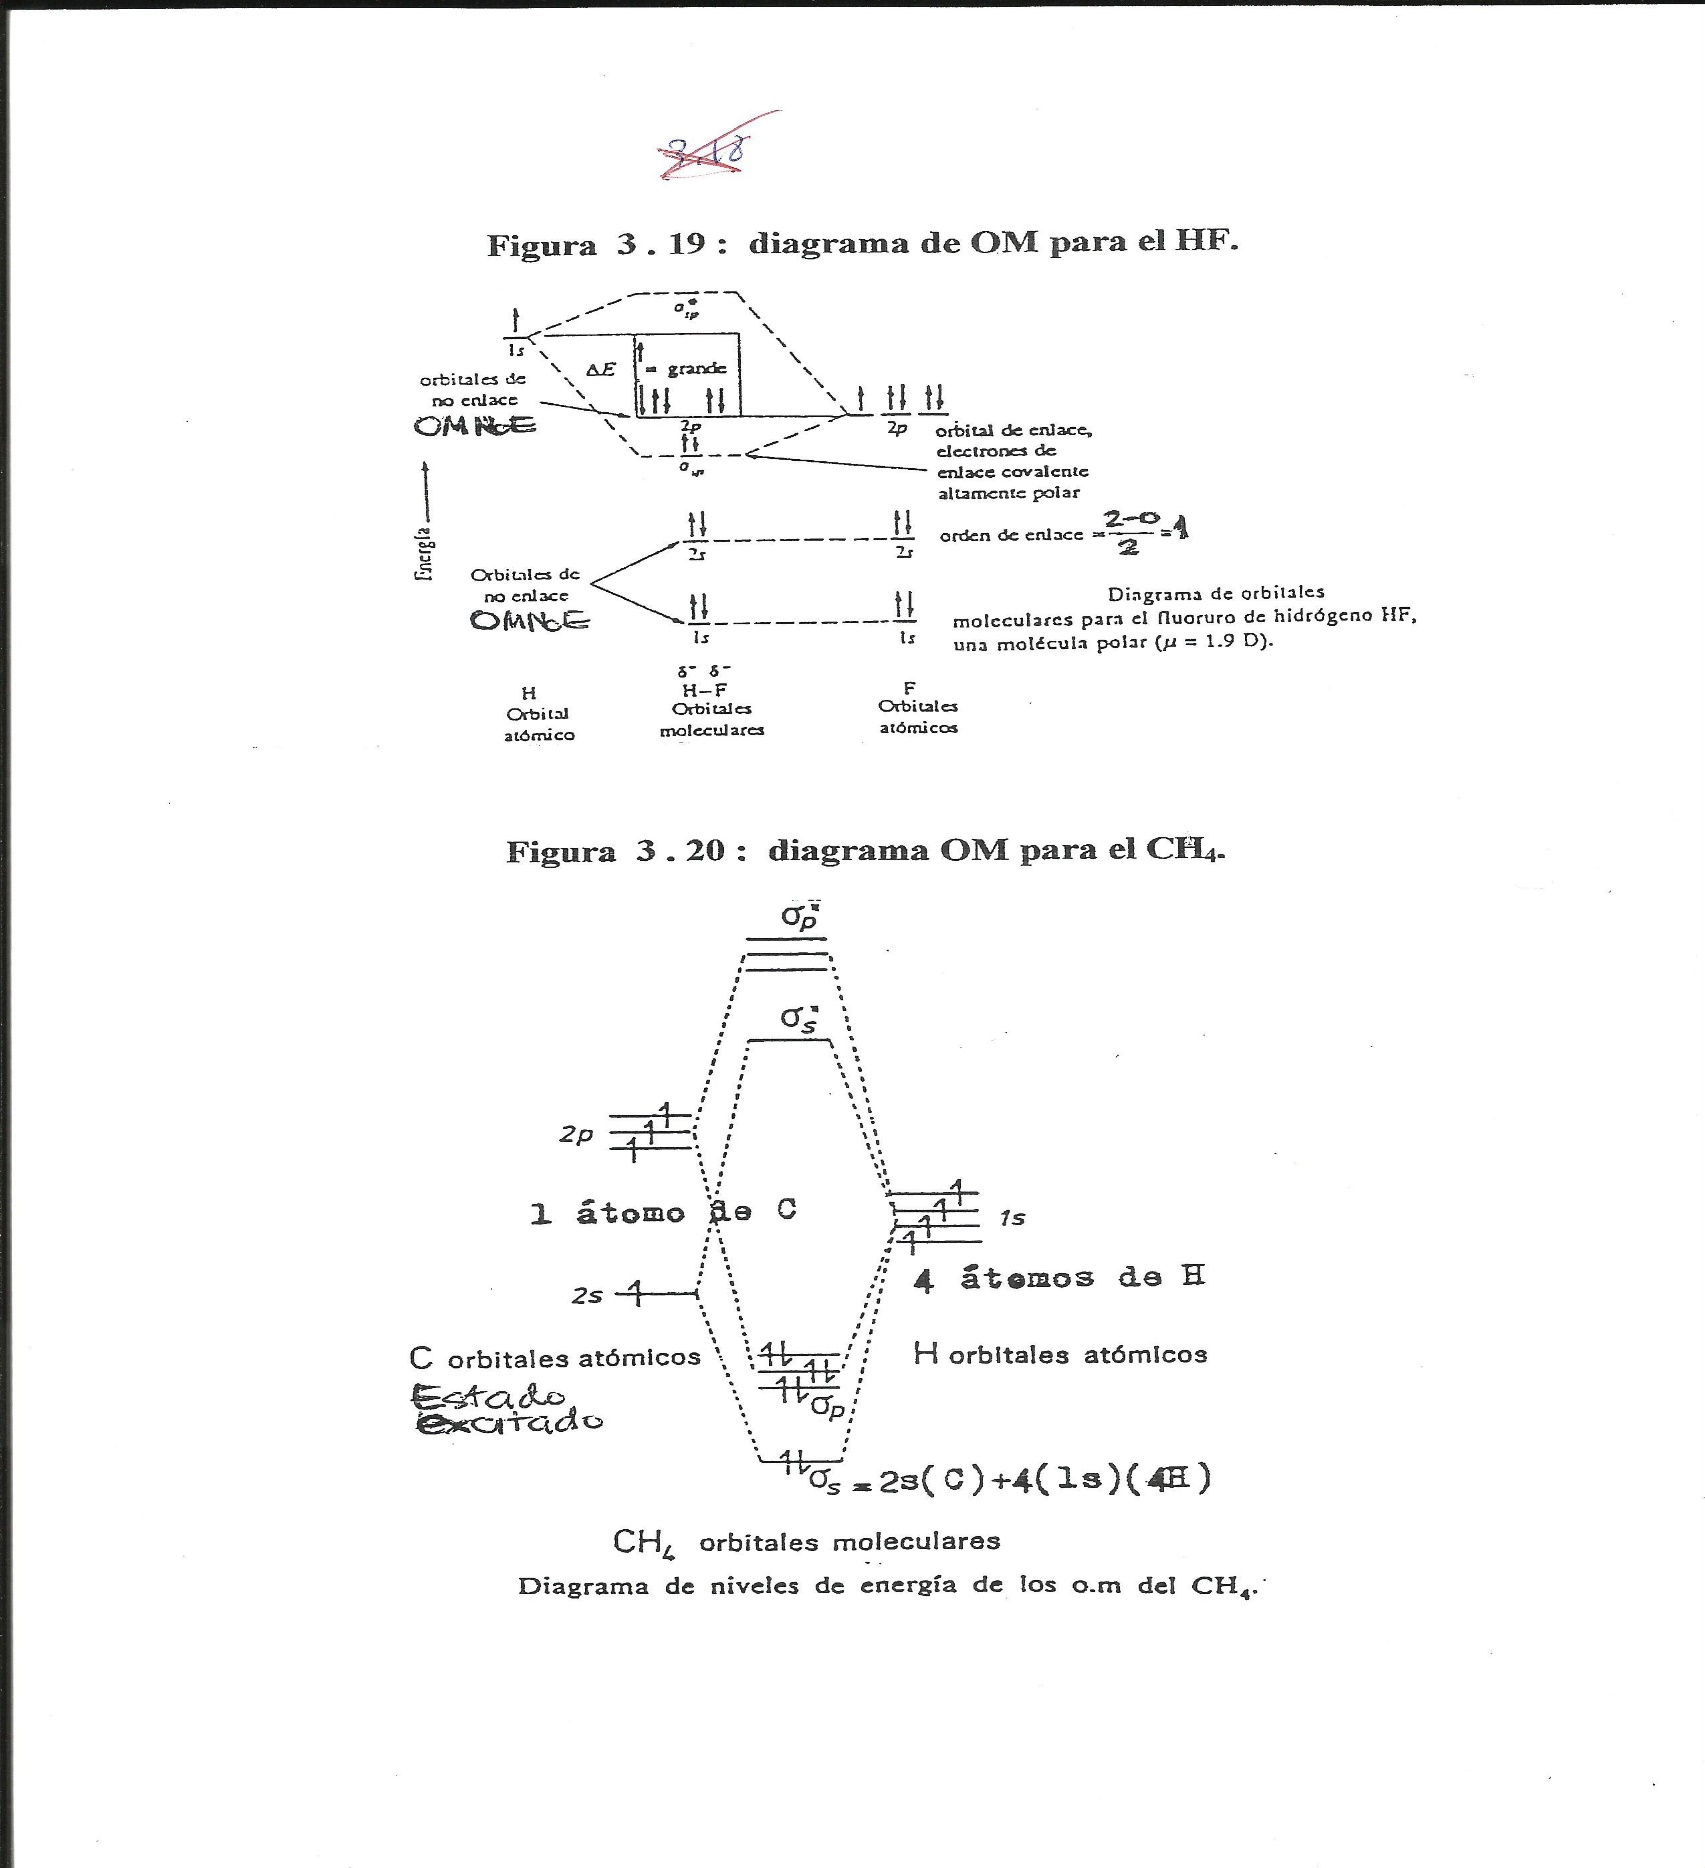 3.18
Figura 3 . 19 : diagrama de OM para el HF.
σ*sp
1s
ΔE = grande
orbitales de
no enlace
OMNoE
2p
2p
orbital de enlace,
electrones de
enlace covalente
altamente polar
σsp
Energía
2s
2s
orden de enlace = 2-0/2 = 1
Orbitales de
no enlace
OMNoE
1s
1s
Diagrama de orbitales
moleculares para el fluoruro de hidrógeno HF,
una molécula polar (μ = 1.9 D).
δ- δ-
H
H–F
F
Orbital
atómico
Orbitales
moleculares
Orbitales
atómicos
Figura 3 . 20 : diagrama OM para el CH₄.
σp*
σs*
2p
1 átomo de C
1s
2s
4 átomos de H
C orbitales atómicos
H orbitales atómicos
Estado
excitado
σp
σs = 2s(C)+4(1s)(4H)
CH₄ orbitales moleculares
Diagrama de niveles de energía de los o.m del CH₄.